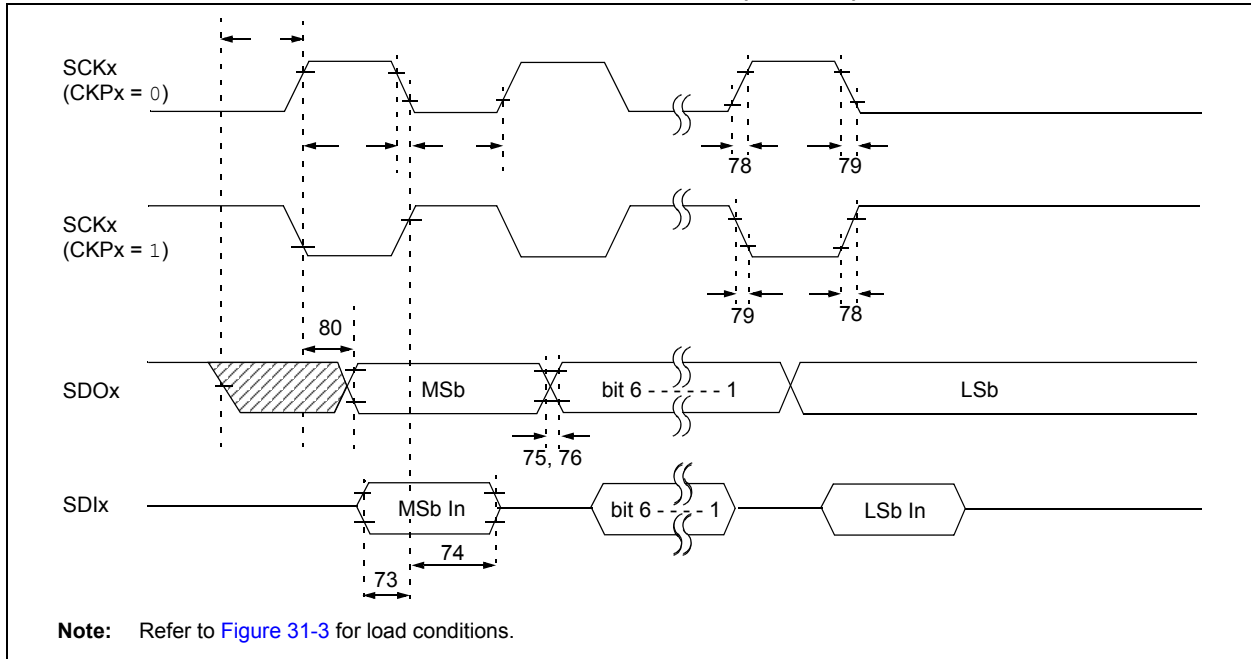 SCKx
(CKPx = 0)
78
79
SCKx
(CKPx = 1)
79
78
80
SDOx
MSb
bit 6 - - - - - - 1
LSb
75, 76
SDIx
MSb In
bit 6 - - - - - 1
LSb In
74
73
Note: Refer to Figure 31-3 for load conditions.